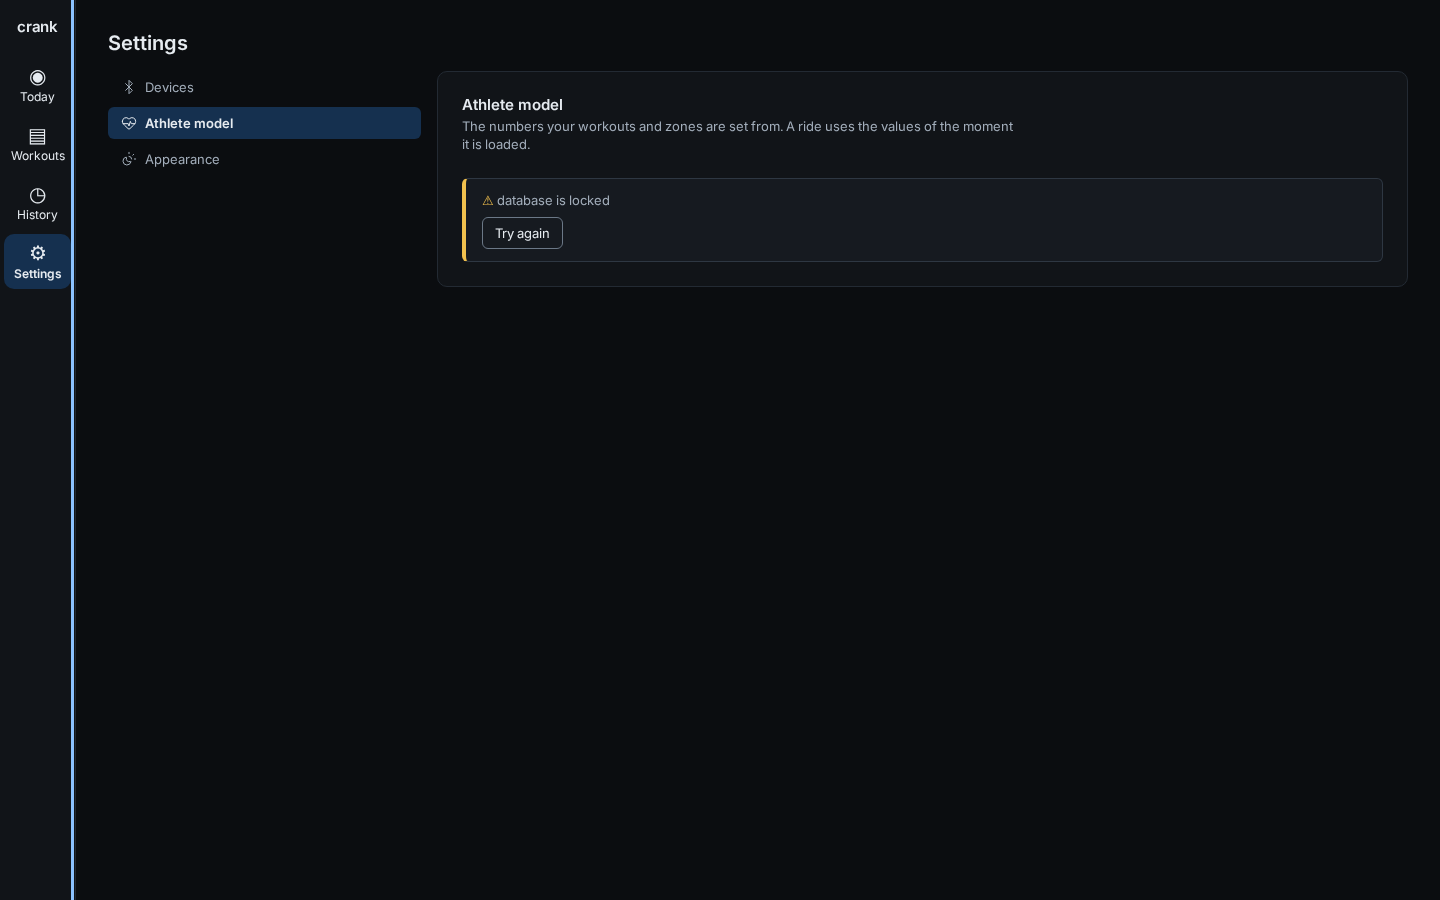 crank
Today
Workouts
History
Settings
Settings
Devices
Athlete model
Appearance
Athlete model
The numbers your workouts and zones are set from. A ride uses the values of the moment
it is loaded.
⚠ database is locked
Try again